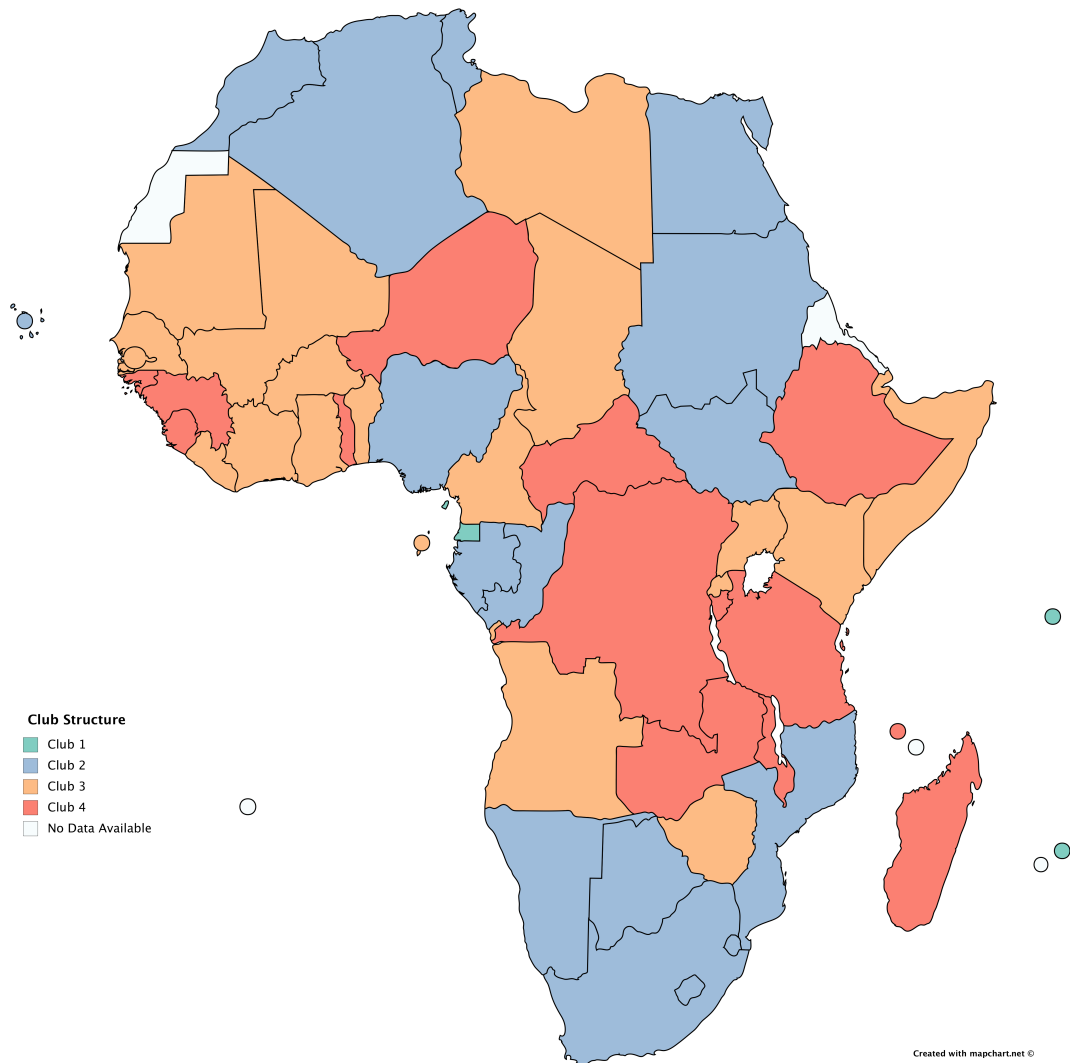 Club Structure
Club 1
Club 2
Club 3
Club 4
No Data Available
Created with mapchart.net ©